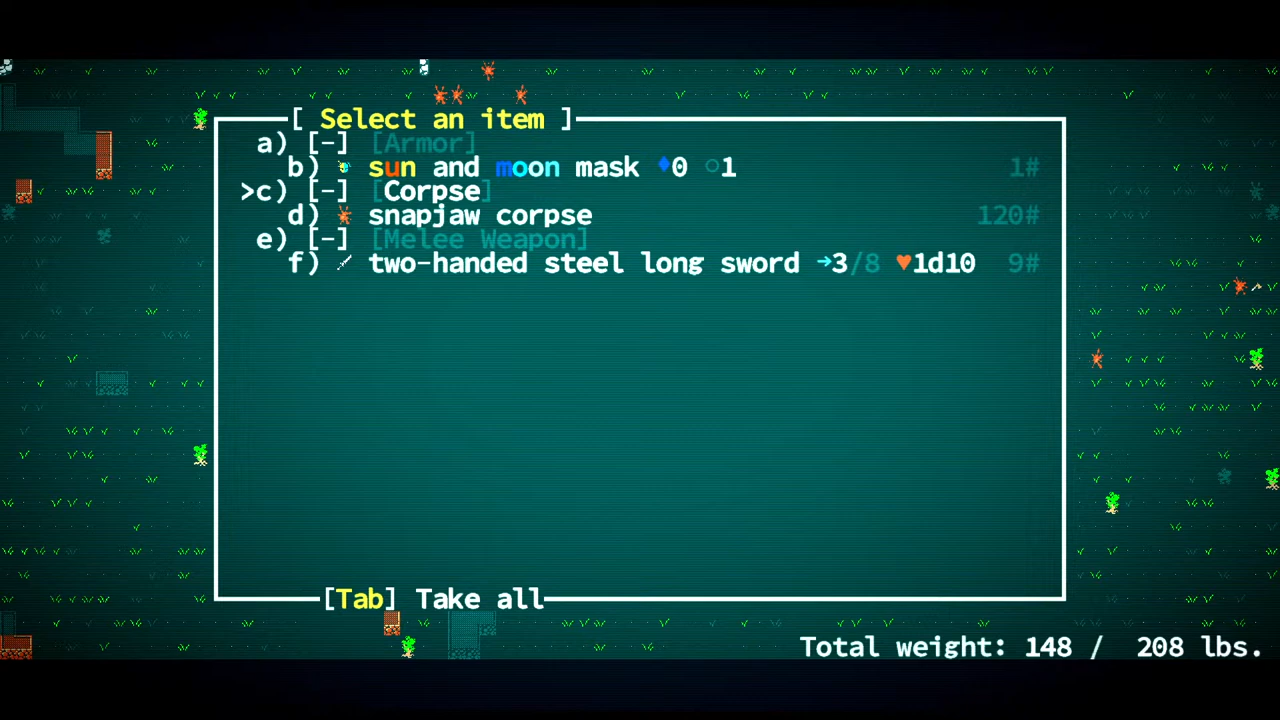 [ Select an item ]
a) [-] [Armor]
b) sun and moon mask ♦0 ○1 1#
>c) [-] [Corpse]
d) snapjaw corpse 120#
e) [-] [Melee Weapon]
f) two-handed steel long sword →3/8 ♥1d10 9#
[Tab] Take all
Total weight: 148 / 208 lbs.